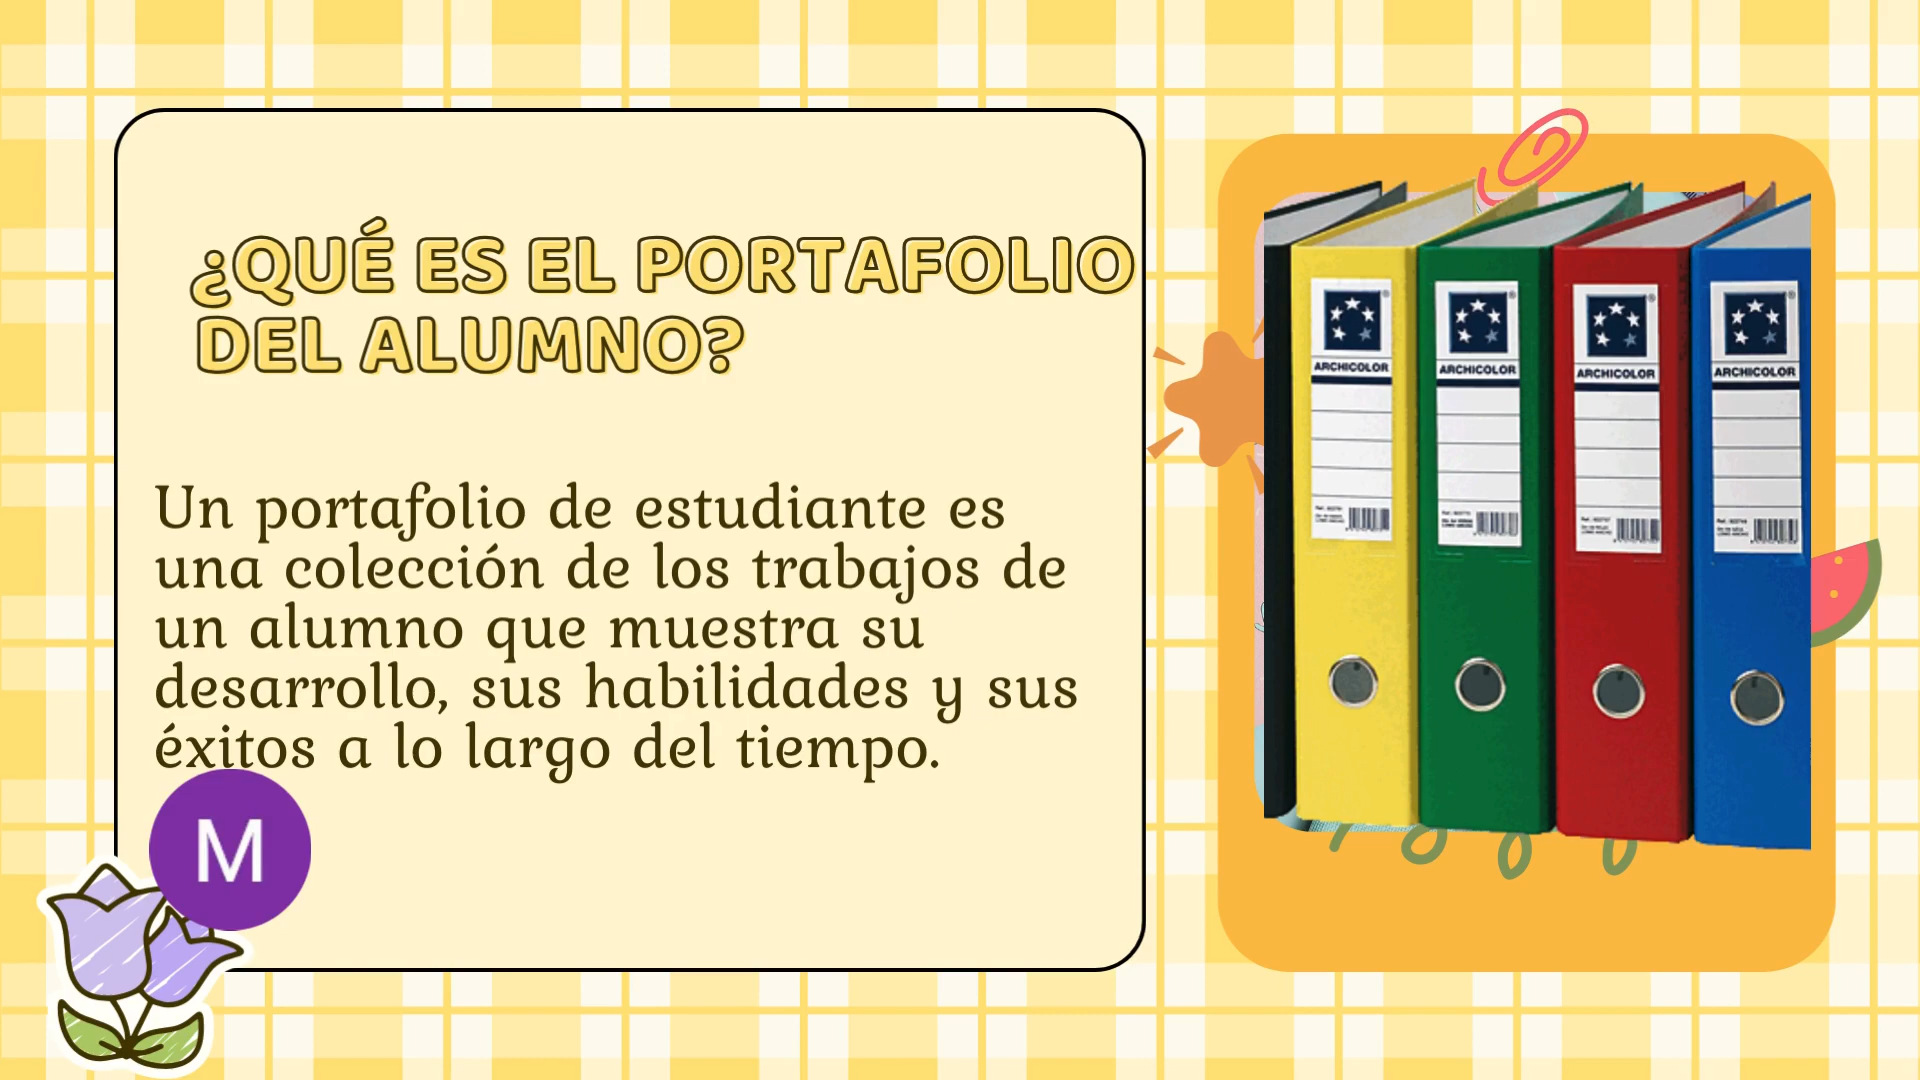 ¿QUÉ ES EL PORTAFOLIO
DEL ALUMNO?
Un portafolio de estudiante es
una colección de los trabajos de
un alumno que muestra su
desarrollo, sus habilidades y sus
éxitos a lo largo del tiempo.
M
ARCHICOLOR
ARCHICOLOR
ARCHICOLOR
ARCHICOLOR